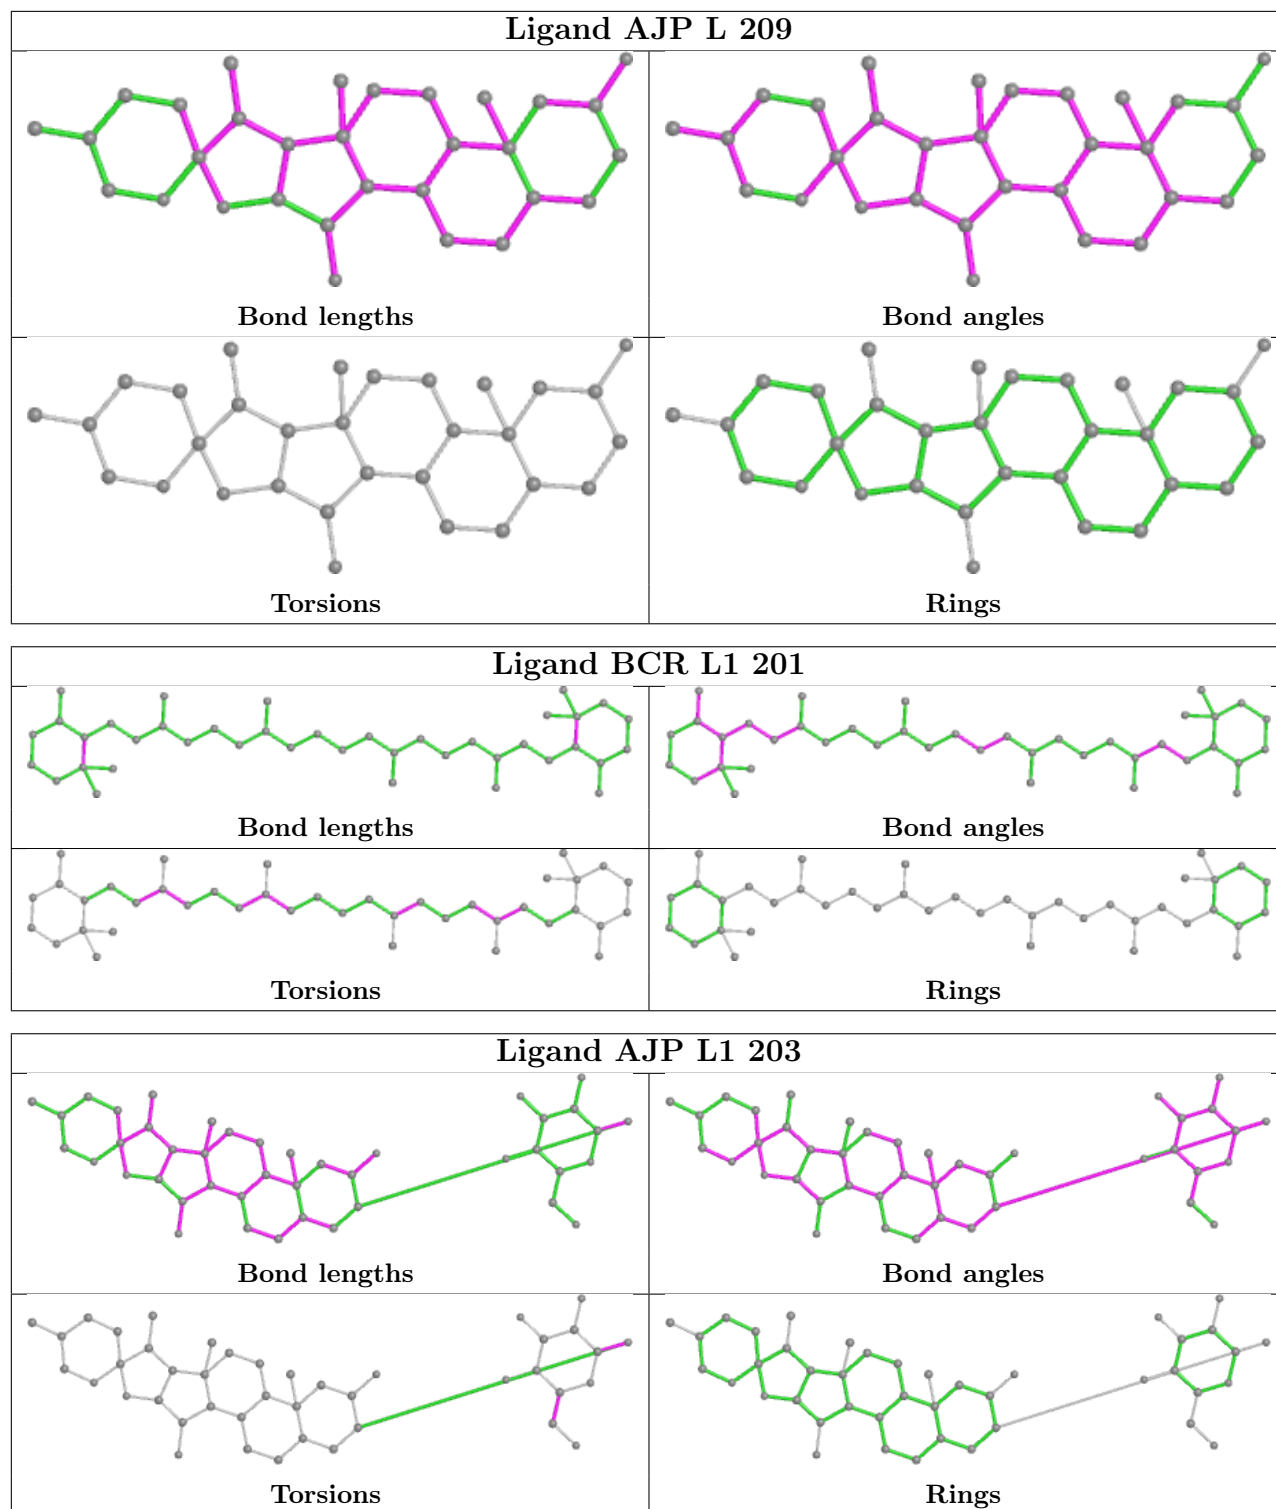 Ligand AJP L 209
Bond lengths
Bond angles
Torsions
Rings
Ligand BCR L1 201
Bond lengths
Bond angles
Torsions
Rings
Ligand AJP L1 203
Bond lengths
Bond angles
Torsions
Rings